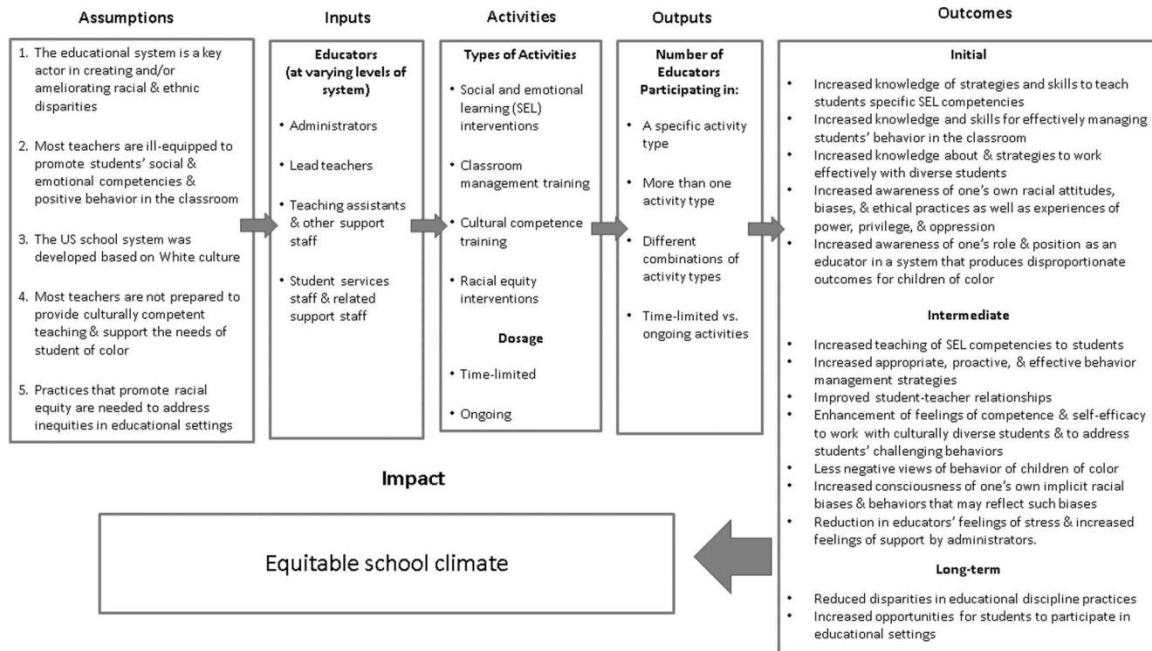 Assumptions
1. The educational system is a key
actor in creating and/or
ameliorating racial & ethnic
disparities
2. Most teachers are ill-equipped to
promote students' social &
emotional competencies &
positive behavior in the classroom
3. The US school system was
developed based on White culture
4. Most teachers are not prepared to
provide culturally competent
teaching & support the needs of
student of color
5. Practices that promote racial
equity are needed to address
inequities in educational settings
Inputs
Educators
(at varying levels of
system)
• Administrators
• Lead teachers
• Teaching assistants
& other support
staff
• Student services
staff & related
support staff
Activities
Types of Activities
• Social and emotional
learning (SEL)
interventions
• Classroom
management training
• Cultural competence
training
• Racial equity
interventions
Dosage
• Time-limited
• Ongoing
Outputs
Number of
Educators
Participating in:
• A specific activity
type
• More than one
activity type
• Different
combinations of
activity types
• Time-limited vs.
ongoing activities
Outcomes
Initial
• Increased knowledge of strategies and skills to teach
students specific SEL competencies
• Increased knowledge and skills for effectively managing
students' behavior in the classroom
• Increased knowledge about & strategies to work
effectively with diverse students
• Increased awareness of one's own racial attitudes,
biases, & ethical practices as well as experiences of
power, privilege, & oppression
• Increased awareness of one's role & position as an
educator in a system that produces disproportionate
outcomes for children of color
Intermediate
• Increased teaching of SEL competencies to students
• Increased appropriate, proactive, & effective behavior
management strategies
• Improved student-teacher relationships
• Enhancement of feelings of competence & self-efficacy
to work with culturally diverse students & to address
students' challenging behaviors
• Less negative views of behavior of children of color
• Increased consciousness of one's own implicit racial
biases & behaviors that may reflect such biases
• Reduction in educators' feelings of stress & increased
feelings of support by administrators.
Long-term
• Reduced disparities in educational discipline practices
• Increased opportunities for students to participate in
educational settings
Impact
Equitable school climate